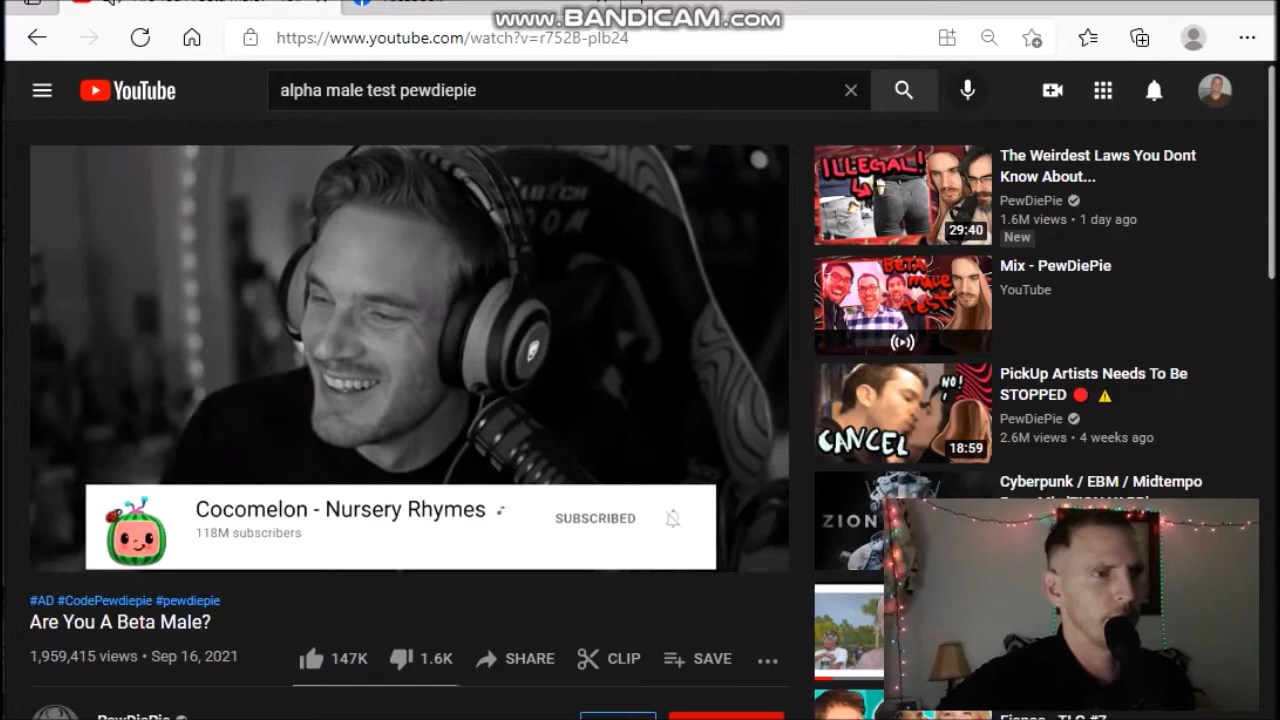 www.BANDICAM.com
https://www.youtube.com/watch?v=r752B-plb24
YouTube
alpha male test pewdiepie
Cocomelon - Nursery Rhymes
118M subscribers
SUBSCRIBED
#AD #CodePewdiepie #pewdiepie
Are You A Beta Male?
1,959,415 views • Sep 16, 2021
147K
1.6K
SHARE
CLIP
SAVE
ILLEGAL!
29:40
The Weirdest Laws You Dont
Know About...
PewDiePie
1.6M views • 1 day ago
New
BETA
MALE
TEST
Mix - PewDiePie
YouTube
NO!
CANCEL
18:59
PickUp Artists Needs To Be
STOPPED
PewDiePie
2.6M views • 4 weeks ago
ZION
Cyberpunk / EBM / Midtempo
PewDiePie